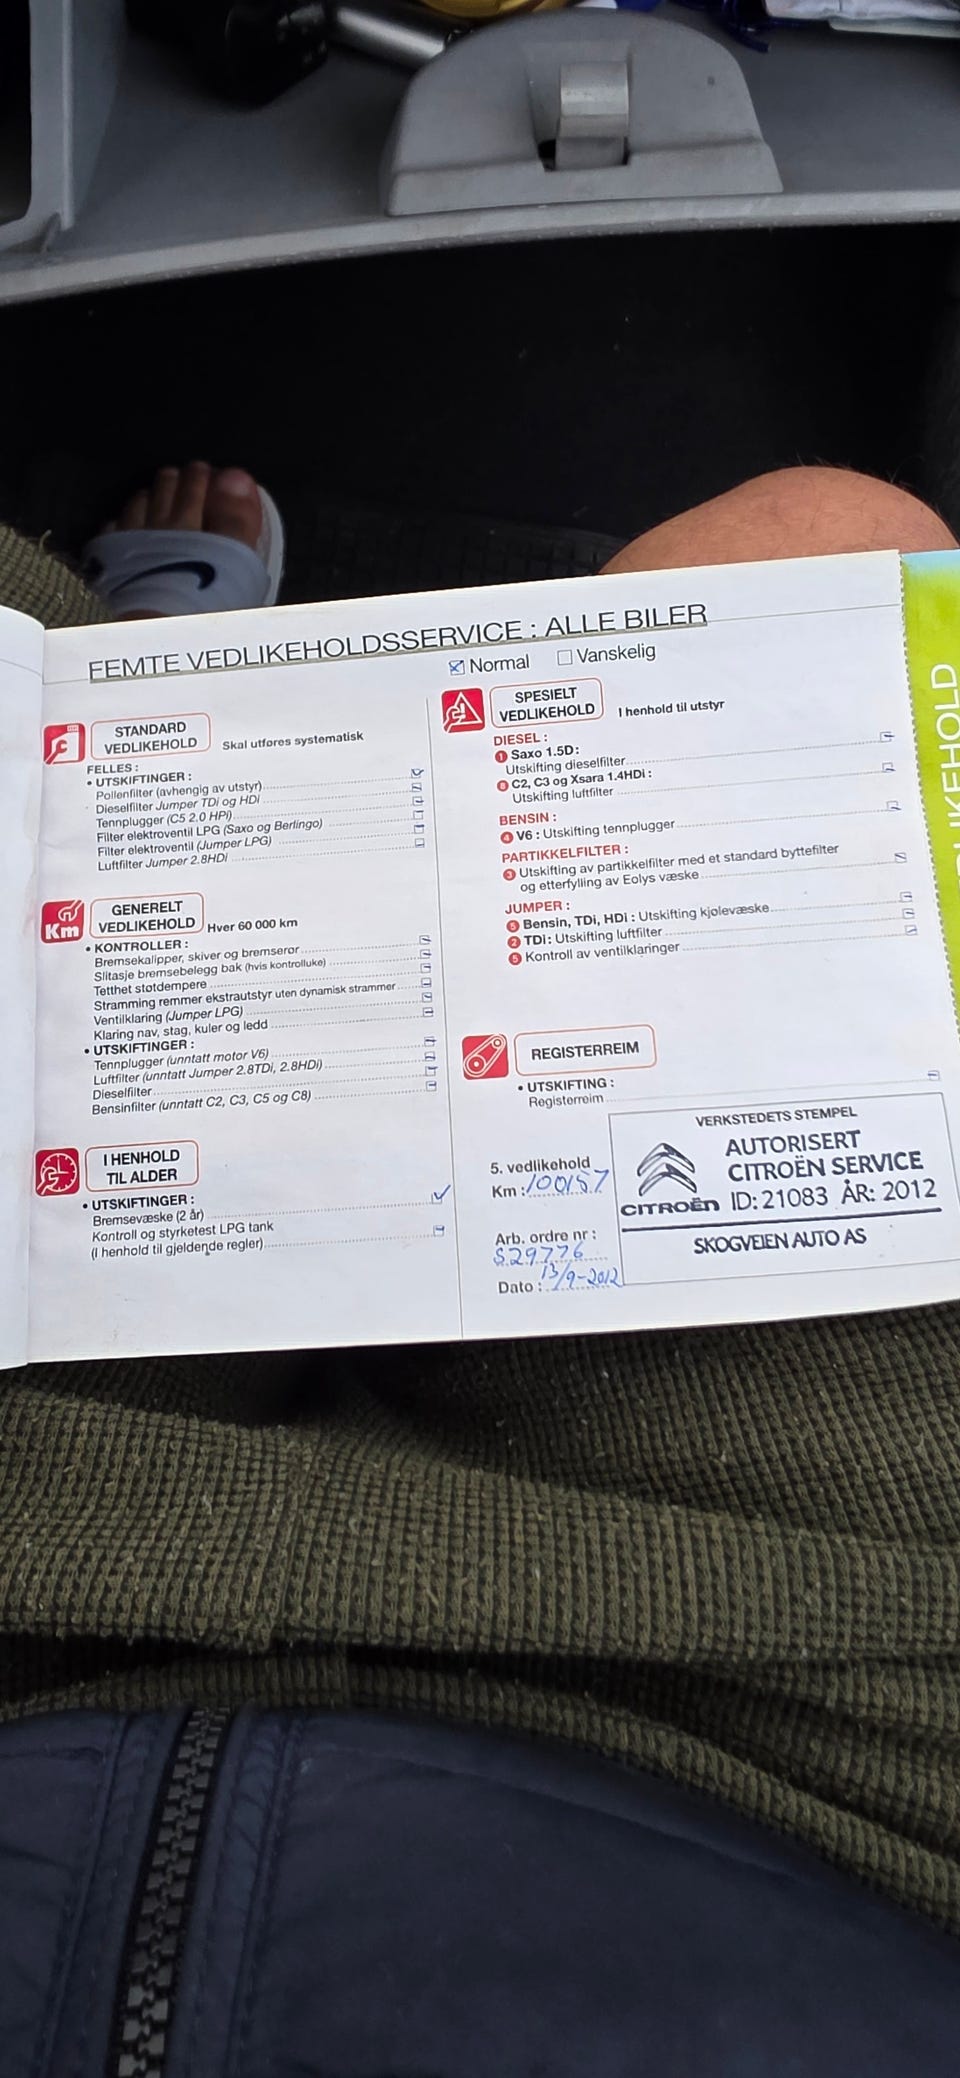 FEMTE VEDLIKEHOLDSSERVICE : ALLE BILER
Normal Vanskelig
STANDARD
VEDLIKEHOLD Skal utføres systematisk
FELLES :
• UTSKIFTINGER :
Pollenfilter (avhengig av utstyr)
Dieselfilter Jumper TDi og HDi
Tennplugger (C5 2.0 HPi)
Filter elektroventil LPG (Saxo og Berlingo)
Filter elektroventil (Jumper LPG)
Luftfilter Jumper 2.8HDi
Km
GENERELT
VEDLIKEHOLD Hver 60 000 km
• KONTROLLER :
Bremsekalipper, skiver og bremserør
Slitasje bremsebelegg bak (hvis kontrolluke)
Tetthet støtdempere
Stramming remmer ekstrautstyr uten dynamisk strammer
Ventilklaring (Jumper LPG)
Klaring nav, stag, kuler og ledd
• UTSKIFTINGER :
Tennplugger (unntatt motor V6)
Luftfilter (unntatt Jumper 2.8TDi, 2.8HDi)
Dieselfilter
Bensinfilter (unntatt C2, C3, C5 og C8)
I HENHOLD
TIL ALDER
• UTSKIFTINGER :
Bremsevæske (2 år)
Kontroll og styrketest LPG tank
(I henhold til gjeldende regler)
SPESIELT
VEDLIKEHOLD I henhold til utstyr
DIESEL :
1 Saxo 1.5D:
Utskifting dieselfilter
C2, C3 og Xsara 1.4HDi :
Utskifting luftfilter
BENSIN :
4 V6 : Utskifting tennplugger
PARTIKKELFILTER :
3 Utskifting av partikkelfilter med et standard byttefilter
og etterfylling av Eolys væske
JUMPER :
5 Bensin, TDi, HDi : Utskifting kjølevæske
2 TDi: Utskifting luftfilter
5 Kontroll av ventilklaringer
REGISTERREIM
• UTSKIFTING :
Registerreim
5. vedlikehold
Km : 100157
Arb. ordre nr :
S29776
Dato : 13/9-2012
VERKSTEDETS STEMPEL
AUTORISERT
CITROËN SERVICE
CITROËN ID: 21083 ÅR: 2012
SKOGVEIEN AUTO AS